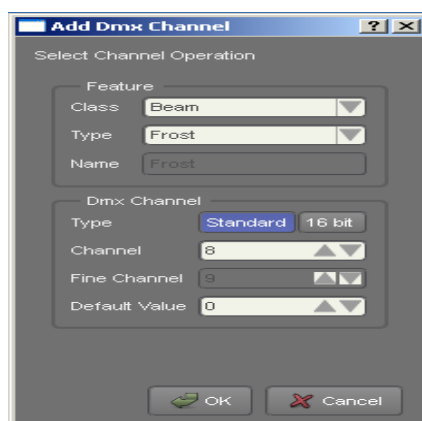 Add Dmx Channel
Select Channel Operation
Feature
Class Beam
Type Frost
Name Frost
Dmx Channel
Type Standard 16 bit
Channel 8
Fine Channel 9
Default Value 0
OK Cancel